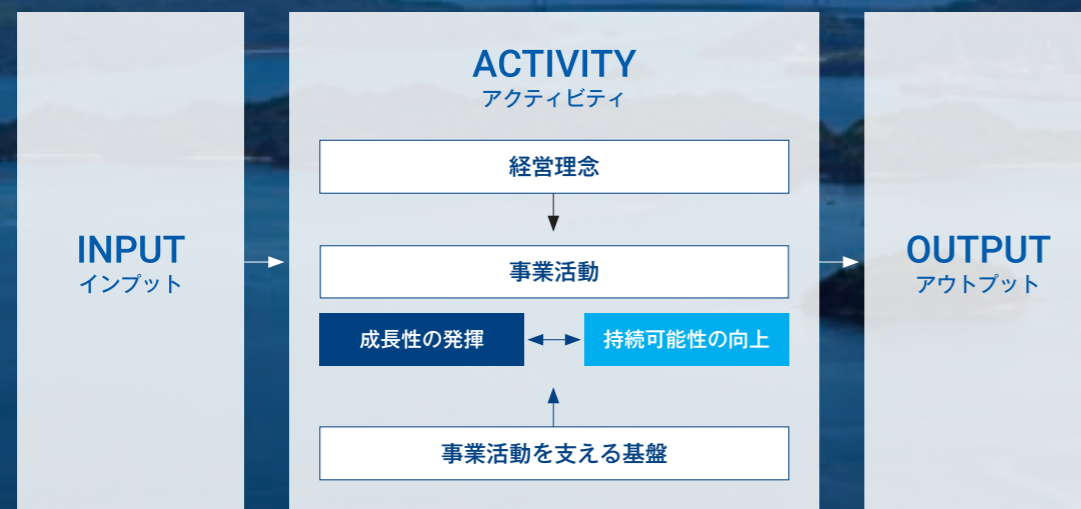 INPUT
インプット
ACTIVITY
アクティビティ
経営理念
事業活動
成長性の発揮
持続可能性の向上
事業活動を支える基盤
OUTPUT
アウトプット